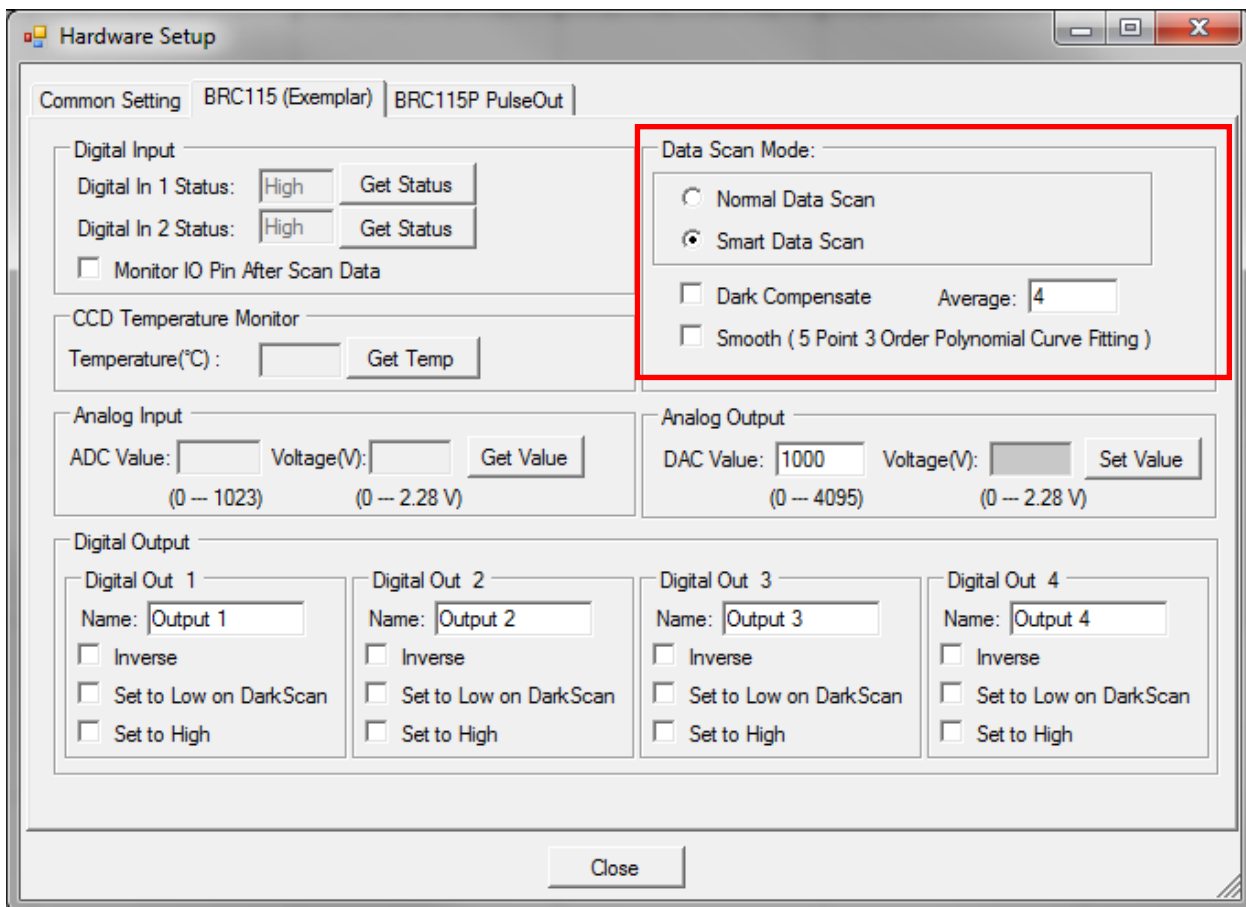 Hardware Setup
Common Setting BRC115 (Exemplar) BRC115P PulseOut
Digital Input
Digital In 1 Status: High Get Status
Digital In 2 Status: High Get Status
Monitor IO Pin After Scan Data
Data Scan Mode:
Normal Data Scan
Smart Data Scan
Dark Compensate Average: 4
Smooth ( 5 Point 3 Order Polynomial Curve Fitting )
CCD Temperature Monitor
Temperature(°C) : Get Temp
Analog Input
ADC Value: Voltage(V): Get Value
(0 --- 1023) (0 --- 2.28 V)
Analog Output
DAC Value: 1000 Voltage(V): Set Value
(0 --- 4095) (0 --- 2.28 V)
Digital Output
Digital Out 1
Name: Output 1
Inverse
Set to Low on DarkScan
Set to High
Digital Out 2
Name: Output 2
Inverse
Set to Low on DarkScan
Set to High
Digital Out 3
Name: Output 3
Inverse
Set to Low on DarkScan
Set to High
Digital Out 4
Name: Output 4
Inverse
Set to Low on DarkScan
Set to High
Close